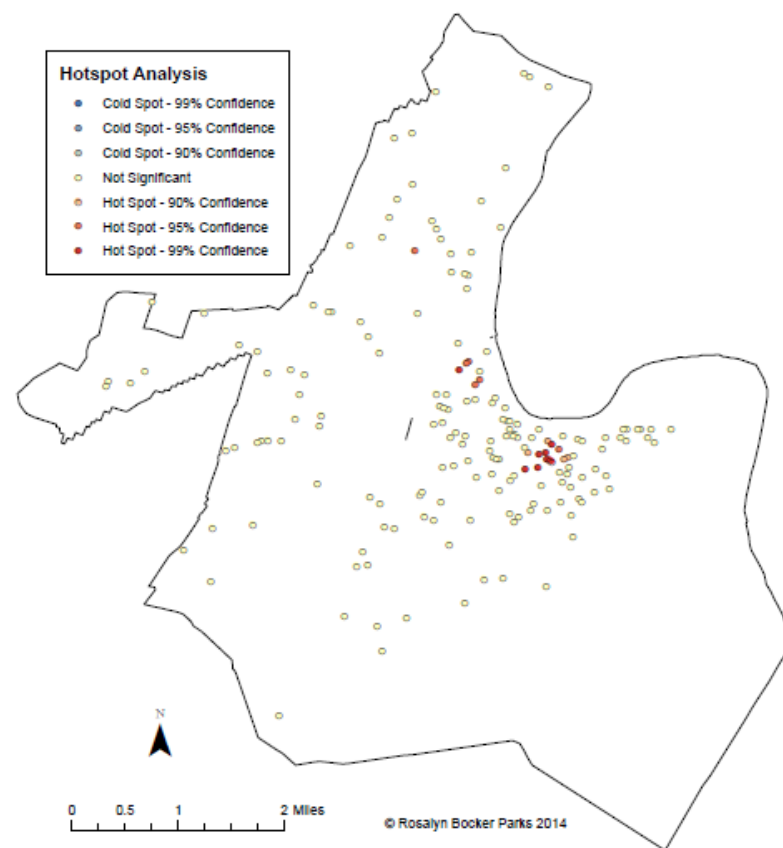 Hotspot Analysis
Cold Spot - 99% Confidence
Cold Spot - 95% Confidence
Cold Spot - 90% Confidence
Not Significant
Hot Spot - 90% Confidence
Hot Spot - 95% Confidence
Hot Spot - 99% Confidence
N
0 0.5 1 2 Miles
© Rosalyn Bocker Parks 2014